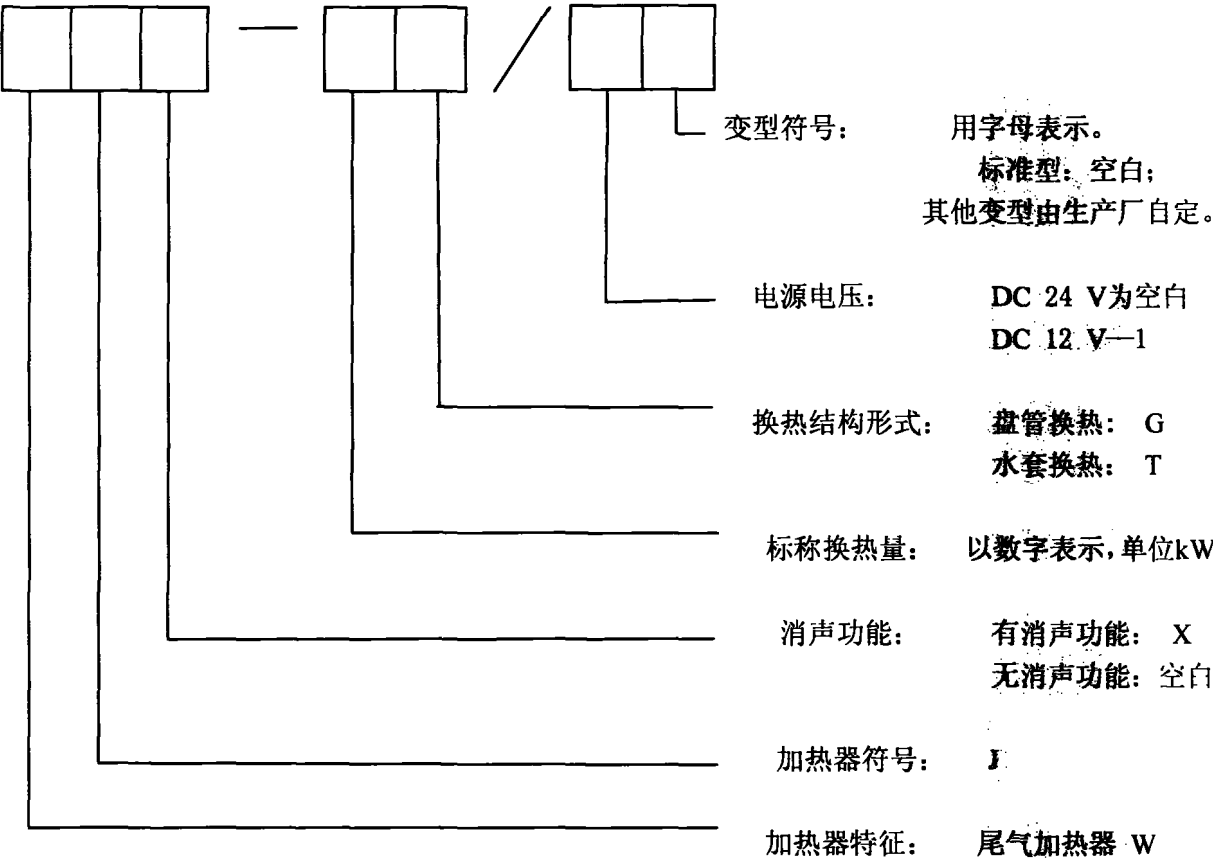 变型符号： 用字母表示。
标准型：空白；
其他变型由生产厂自定。
电源电压： DC 24 V为空白
DC 12 V—1
换热结构形式： 盘管换热： G
水套换热： T
标称换热量： 以数字表示，单位kW
消声功能： 有消声功能： X
无消声功能：空白
加热器符号： J
加热器特征： 尾气加热器 W